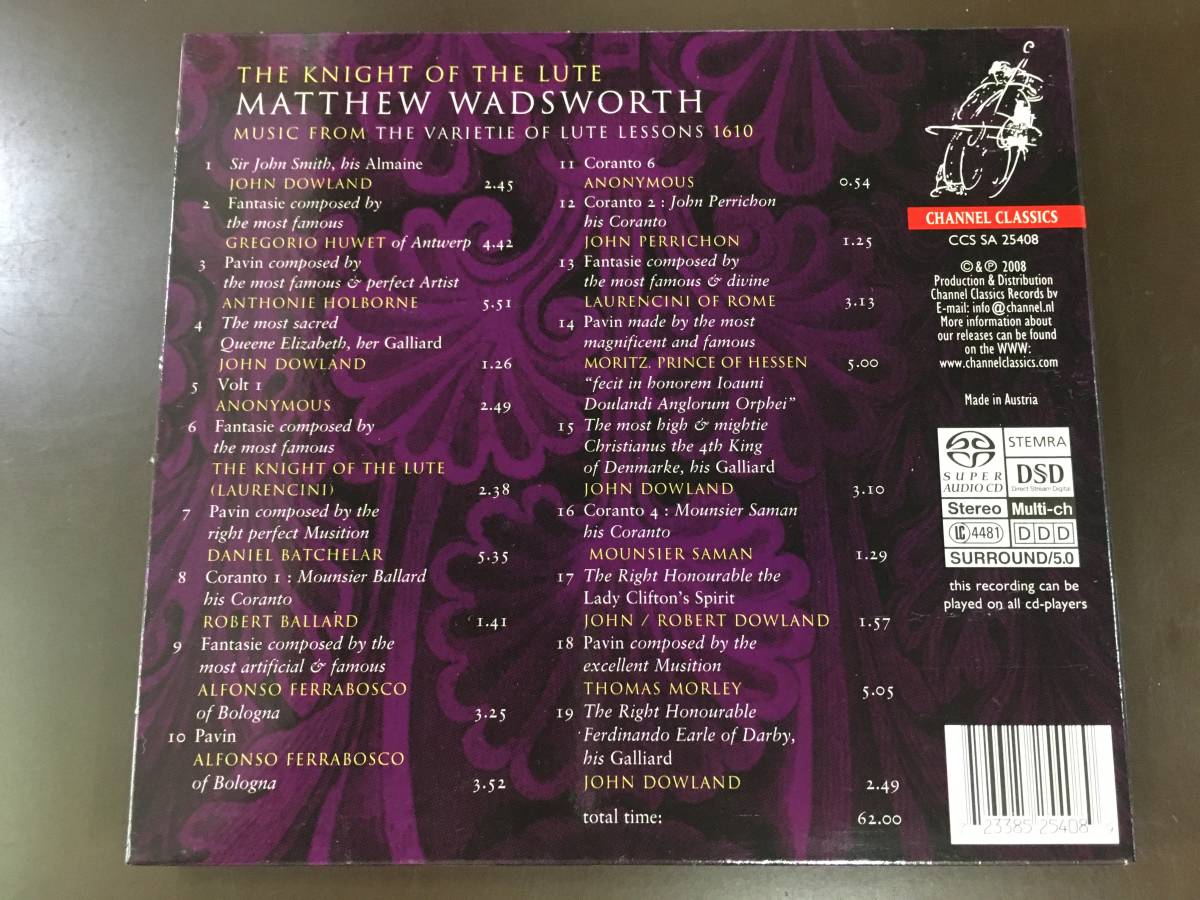 THE KNIGHT OF THE LUTE
MATTHEW WADSWORTH
MUSIC FROM THE VARIETIE OF LUTE LESSONS 1610
1 Sir John Smith, his Almaine
JOHN DOWLAND 2.45
2 Fantasie composed by
the most famous
GREGORIO HUWET of Antwerp 4.42
3 Pavin composed by
the most famous & perfect Artist
ANTHONIE HOLBORNE 5.51
4 The most sacred
Queene Elizabeth, her Galliard
JOHN DOWLAND 1.26
5 Volt 1
ANONYMOUS 2.49
6 Fantasie composed by
the most famous
THE KNIGHT OF THE LUTE
(LAURENCINI) 2.38
7 Pavin composed by the
right perfect Musition
DANIEL BATCHELAR 5.35
8 Coranto 1 : Mounsier Ballard
his Coranto
ROBERT BALLARD 1.41
9 Fantasie composed by the
most artificial & famous
ALFONSO FERRABOSCO
of Bologna 3.25
10 Pavin
ALFONSO FERRABOSCO
of Bologna 3.52
11 Coranto 6
ANONYMOUS 0.54
12 Coranto 2 : John Perrichon
his Coranto
JOHN PERRICHON 1.25
13 Fantasie composed by
the most famous & divine
LAURENCINI OF ROME 3.13
14 Pavin made by the most
magnificent and famous
MORITZ, PRINCE OF HESSEN 5.00
“fecit in honorem Ioauni
Doulandi Anglorum Orphei”
15 The most high & mightie
Christianus the 4th King
of Denmarke, his Galliard
JOHN DOWLAND 3.10
16 Coranto 4 : Mounsier Saman
his Coranto
MOUNSIER SAMAN 1.29
17 The Right Honourable the
Lady Clifton's Spirit
JOHN / ROBERT DOWLAND 1.57
18 Pavin composed by the
excellent Musition
THOMAS MORLEY 5.05
19 The Right Honourable
Ferdinando Earle of Darby,
his Galliard
JOHN DOWLAND 2.49
total time: 62.00
CHANNEL CLASSICS
CCS SA 25408
© & ℗ 2008
Production & Distribution
Channel Classics Records bv
E-mail: info@channel.nl
More information about
our releases can be found
on the WWW:
www.channelclassics.com
Made in Austria
SUPER AUDIO CD
STEMRA
DSD
Direct Stream Digital
Stereo Multi-ch
LC 4481 DDD
SURROUND/5.0
this recording can be
played on all cd-players
23385 25408